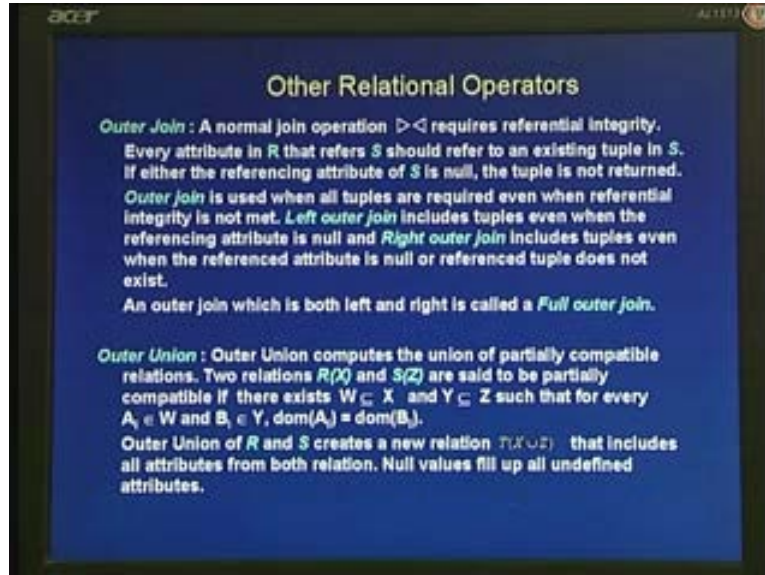 acer
Other Relational Operators
Outer Join : A normal join operation ▷◁ requires referential integrity.
Every attribute in R that refers S should refer to an existing tuple in S.
If either the referencing attribute of S is null, the tuple is not returned.
Outer join is used when all tuples are required even when referential
integrity is not met. Left outer join includes tuples even when the
referencing attribute is null and Right outer join includes tuples even
when the referenced attribute is null or referenced tuple does not
exist.
An outer join which is both left and right is called a Full outer join.
Outer Union : Outer Union computes the union of partially compatible
relations. Two relations R(X) and S(Z) are said to be partially
compatible if there exists W ⊆ X and Y ⊆ Z such that for every
Aᵢ ∈ W and Bᵢ ∈ Y, dom(Aᵢ) = dom(Bᵢ).
Outer Union of R and S creates a new relation T(X∪Z) that includes
all attributes from both relation. Null values fill up all undefined
attributes.